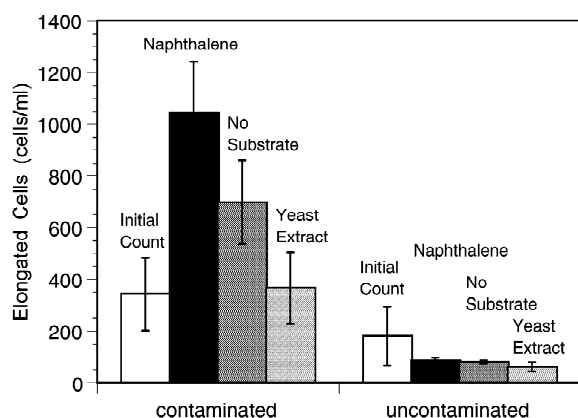 1400
1200
1000
800
600
400
200
0
Elongated Cells (cells/ml)
Naphthalene
No
Substrate
Initial
Count
Yeast
Extract
Naphthalene
Initial
Count
No
Substrate
Yeast
Extract
contaminated
uncontaminated